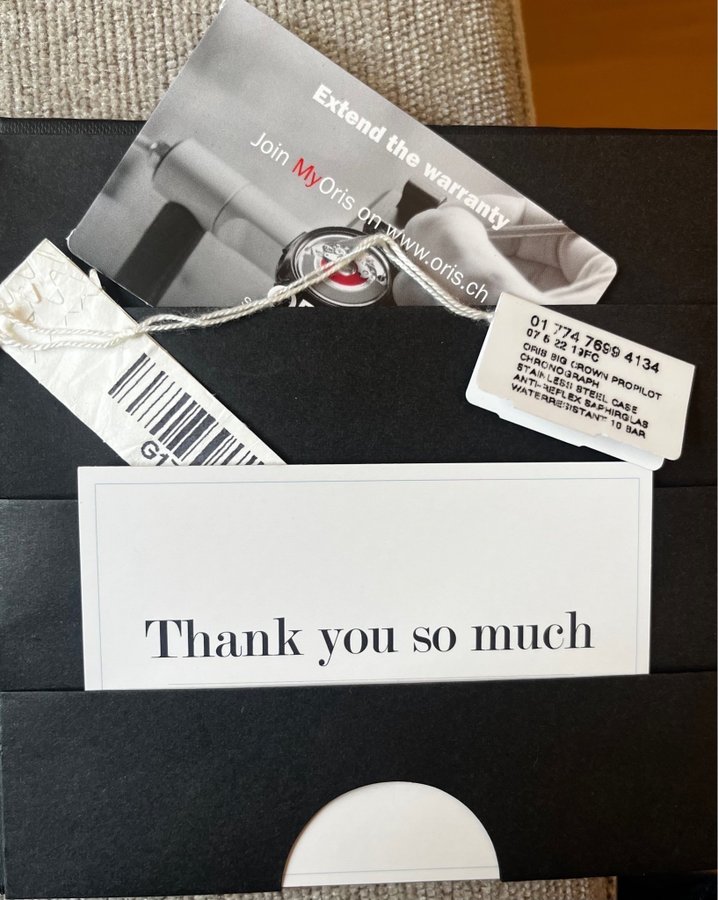 Extend the warranty
Join MyOris on www.oris.ch
01 774 7699 4134
07 5 22 19FC
ORIS BIG CROWN PROPILOT
CHRONOGRAPH
STAINLESS STEEL CASE
ANTI-REFLEX SAPHIRGLAS
WATERRESISTANT 10 BAR
Thank you so much